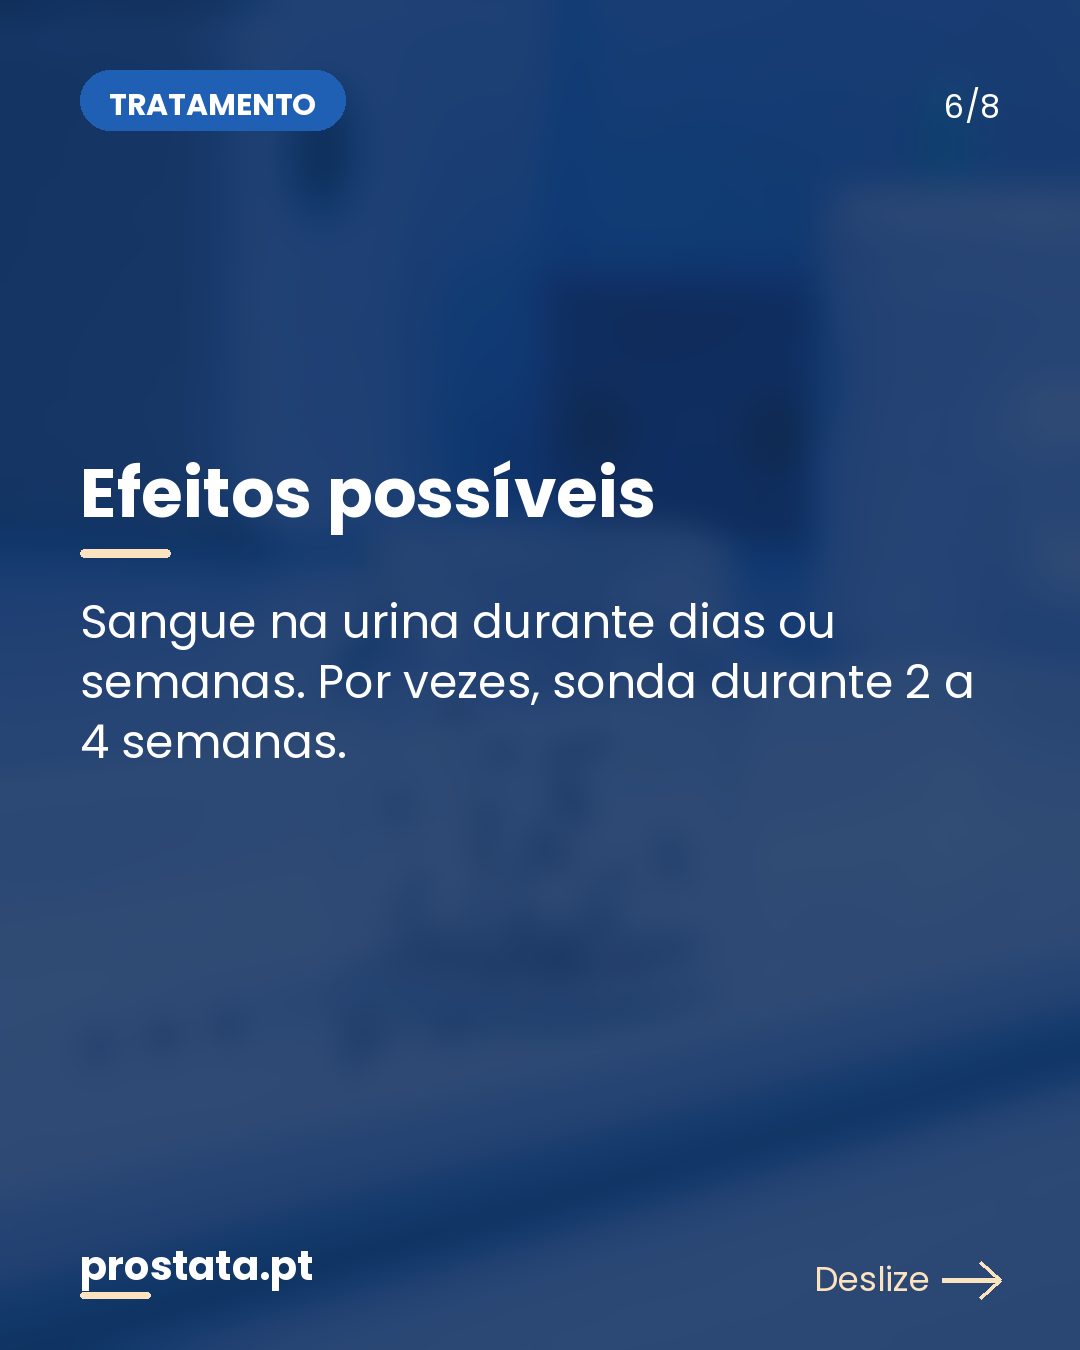 TRATAMENTO
6/8
Efeitos possíveis
Sangue na urina durante dias ou
semanas. Por vezes, sonda durante 2 a
4 semanas.
prostata.pt
Deslize